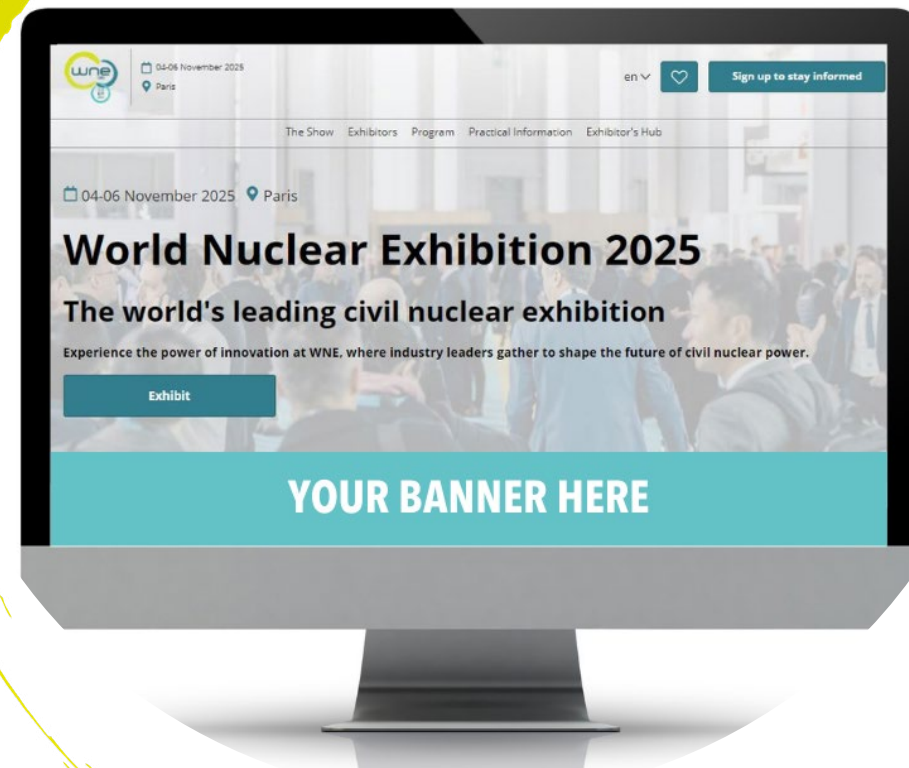 wne
04-06 November 2025
Paris
en
Sign up to stay informed
The Show Exhibitors Program Practical Information Exhibitor's Hub
04-06 November 2025 Paris
World Nuclear Exhibition 2025
The world's leading civil nuclear exhibition
Experience the power of innovation at WNE, where industry leaders gather to shape the future of civil nuclear power.
Exhibit
YOUR BANNER HERE